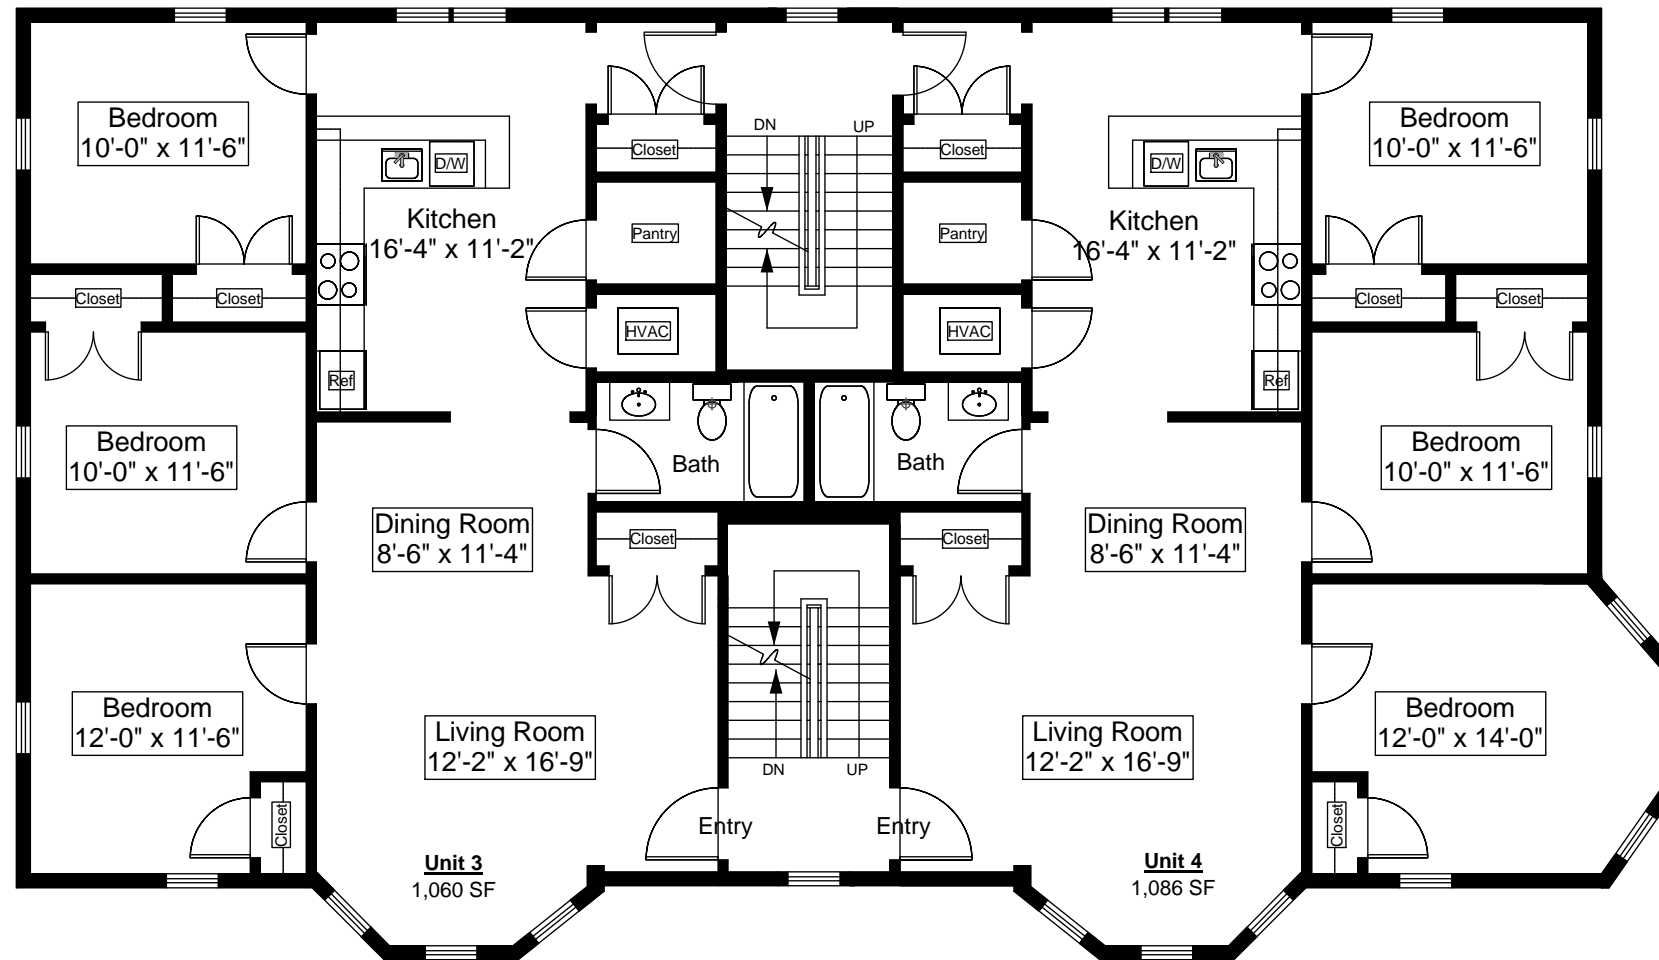 DN
UP
Bedroom
10'-0" x 11'-6"
D/W
Closet
Closet
D/W
Bedroom
10'-0" x 11'-6"
Kitchen
16'-4" x 11'-2"
Pantry
Pantry
Kitchen
16'-4" x 11'-2"
Closet
Closet
HVAC
HVAC
Closet
Closet
Ref
Ref
Bedroom
10'-0" x 11'-6"
Bath
Bath
Bedroom
10'-0" x 11'-6"
Dining Room
8'-6" x 11'-4"
Closet
Closet
Dining Room
8'-6" x 11'-4"
Bedroom
12'-0" x 11'-6"
Living Room
12'-2" x 16'-9"
DN
UP
Living Room
12'-2" x 16'-9"
Bedroom
12'-0" x 14'-0"
Closet
Entry
Entry
Closet
Unit 3
1,060 SF
Unit 4
1,086 SF